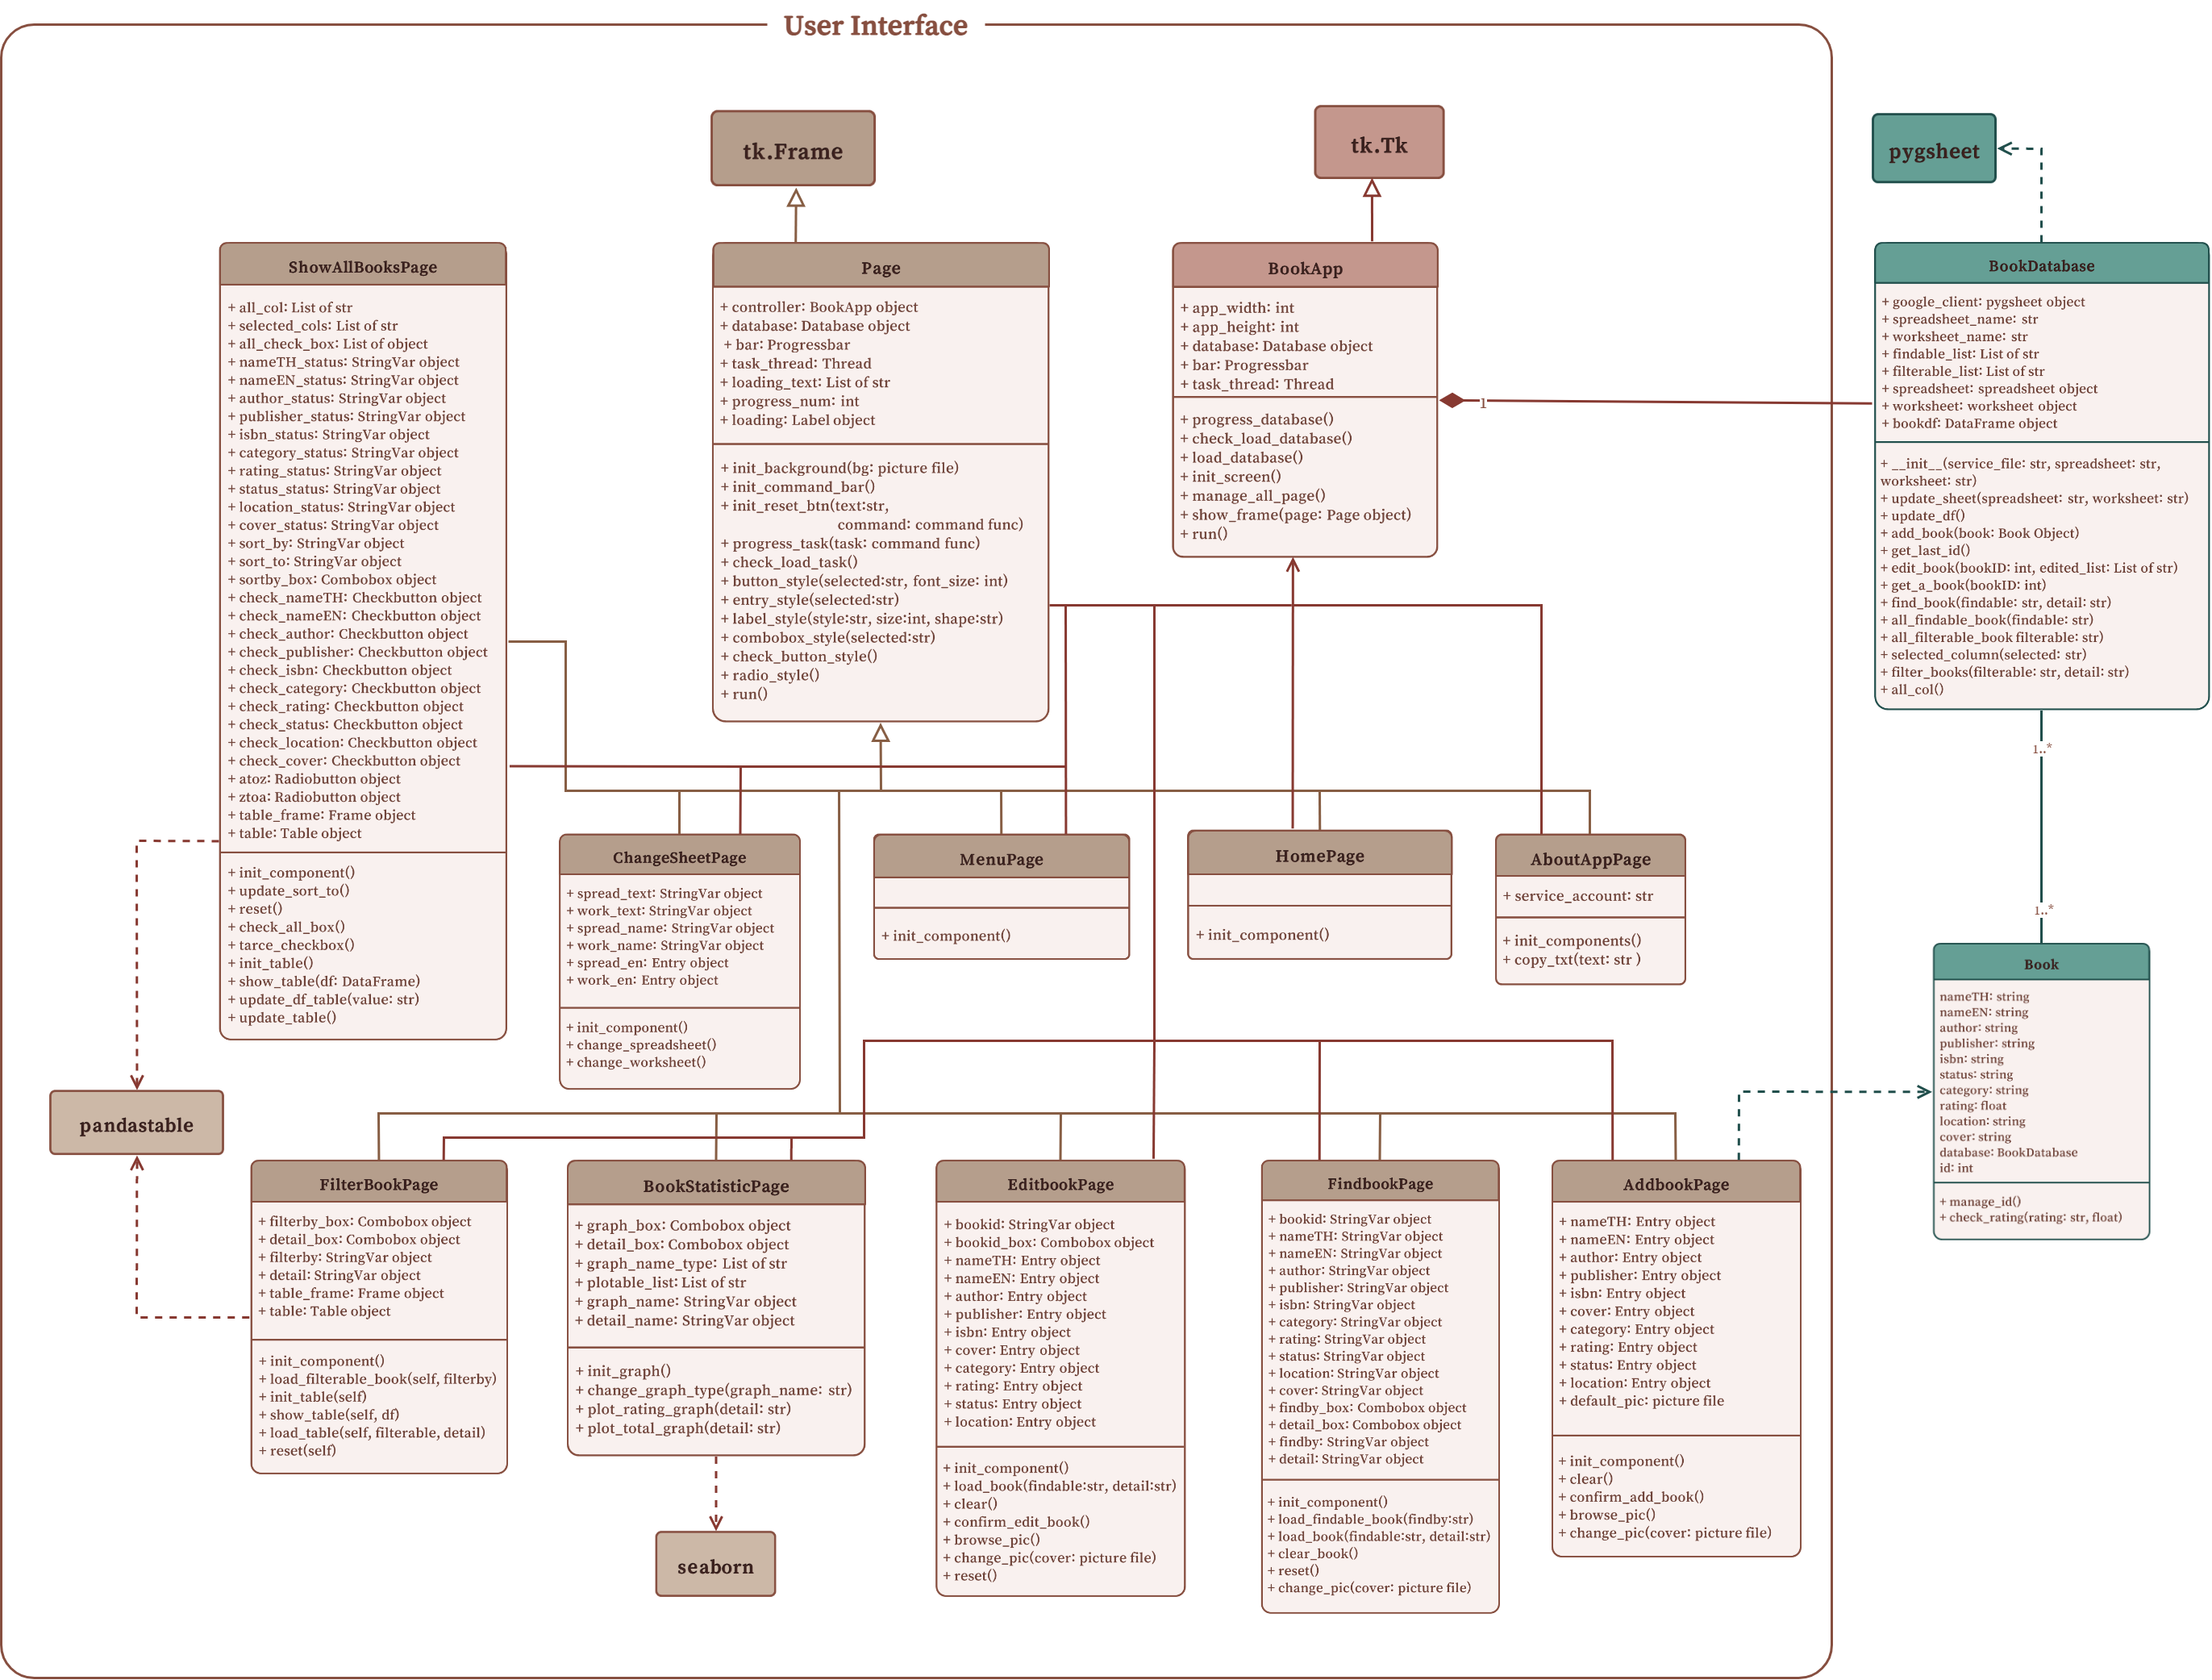 User Interface
tk.Frame
tk.Tk
pygsheet
ShowAllBooksPage
+ all_col: List of str
+ selected_cols: List of str
+ all_check_box: List of object
+ nameTH_status: StringVar object
+ nameEN_status: StringVar object
+ author_status: StringVar object
+ publisher_status: StringVar object
+ isbn_status: StringVar object
+ category_status: StringVar object
+ rating_status: StringVar object
+ status_status: StringVar object
+ location_status: StringVar object
+ cover_status: StringVar object
+ sort_by: StringVar object
+ sort_to: StringVar object
+ sortby_box: Combobox object
+ check_nameTH: Checkbutton object
+ check_nameEN: Checkbutton object
+ check_author: Checkbutton object
+ check_publisher: Checkbutton object
+ check_isbn: Checkbutton object
+ check_category: Checkbutton object
+ check_rating: Checkbutton object
+ check_status: Checkbutton object
+ check_location: Checkbutton object
+ check_cover: Checkbutton object
+ atoz: Radiobutton object
+ ztoa: Radiobutton object
+ table_frame: Frame object
+ table: Table object
+ init_component()
+ update_sort_to()
+ reset()
+ check_all_box()
+ tarce_checkbox()
+ init_table()
+ show_table(df: DataFrame)
+ update_df_table(value: str)
+ update_table()
Page
+ controller: BookApp object
+ database: Database object
+ bar: Progressbar
+ task_thread: Thread
+ loading_text: List of str
+ progress_num: int
+ loading: Label object
+ init_background(bg: picture file)
+ init_command_bar()
+ init_reset_btn(text:str,
command: command func)
+ progress_task(task: command func)
+ check_load_task()
+ button_style(selected:str, font_size: int)
+ entry_style(selected:str)
+ label_style(style:str, size:int, shape:str)
+ combobox_style(selected:str)
+ check_button_style()
+ radio_style()
+ run()
BookApp
+ app_width: int
+ app_height: int
+ database: Database object
+ bar: Progressbar
+ task_thread: Thread
+ progress_database()
+ check_load_database()
+ load_database()
+ init_screen()
+ manage_all_page()
+ show_frame(page: Page object)
+ run()
1
BookDatabase
+ google_client: pygsheet object
+ spreadsheet_name: str
+ worksheet_name: str
+ findable_list: List of str
+ filterable_list: List of str
+ spreadsheet: spreadsheet object
+ worksheet: worksheet object
+ bookdf: DataFrame object
+ __init__(service_file: str, spreadsheet: str,
worksheet: str)
+ update_sheet(spreadsheet: str, worksheet: str)
+ update_df()
+ add_book(book: Book Object)
+ get_last_id()
+ edit_book(bookID: int, edited_list: List of str)
+ get_a_book(bookID: int)
+ find_book(findable: str, detail: str)
+ all_findable_book(findable: str)
+ all_filterable_book filterable: str)
+ selected_column(selected: str)
+ filter_books(filterable: str, detail: str)
+ all_col()
1..*
1..*
ChangeSheetPage
+ spread_text: StringVar object
+ work_text: StringVar object
+ spread_name: StringVar object
+ work_name: StringVar object
+ spread_en: Entry object
+ work_en: Entry object
+ init_component()
+ change_spreadsheet()
+ change_worksheet()
MenuPage
+ init_component()
HomePage
+ init_component()
AboutAppPage
+ service_account: str
+ init_components()
+ copy_txt(text: str )
Book
nameTH: string
nameEN: string
author: string
publisher: string
isbn: string
status: string
category: string
rating: float
location: string
cover: string
database: BookDatabase
id: int
+ manage_id()
+ check_rating(rating: str, float)
pandastable
FilterBookPage
+ filterby_box: Combobox object
+ detail_box: Combobox object
+ filterby: StringVar object
+ detail: StringVar object
+ table_frame: Frame object
+ table: Table object
+ init_component()
+ load_filterable_book(self, filterby)
+ init_table(self)
+ show_table(self, df)
+ load_table(self, filterable, detail)
+ reset(self)
BookStatisticPage
+ graph_box: Combobox object
+ detail_box: Combobox object
+ graph_name_type: List of str
+ plotable_list: List of str
+ graph_name: StringVar object
+ detail_name: StringVar object
+ init_graph()
+ change_graph_type(graph_name: str)
+ plot_rating_graph(detail: str)
+ plot_total_graph(detail: str)
seaborn
EditbookPage
+ bookid: StringVar object
+ bookid_box: Combobox object
+ nameTH: Entry object
+ nameEN: Entry object
+ author: Entry object
+ publisher: Entry object
+ isbn: Entry object
+ cover: Entry object
+ category: Entry object
+ rating: Entry object
+ status: Entry object
+ location: Entry object
+ init_component()
+ load_book(findable:str, detail:str)
+ clear()
+ confirm_edit_book()
+ browse_pic()
+ change_pic(cover: picture file)
+ reset()
FindbookPage
+ bookid: StringVar object
+ nameTH: StringVar object
+ nameEN: StringVar object
+ author: StringVar object
+ publisher: StringVar object
+ isbn: StringVar object
+ category: StringVar object
+ rating: StringVar object
+ status: StringVar object
+ location: StringVar object
+ cover: StringVar object
+ findby_box: Combobox object
+ detail_box: Combobox object
+ findby: StringVar object
+ detail: StringVar object
+ init_component()
+ load_findable_book(findby:str)
+ load_book(findable:str, detail:str)
+ clear_book()
+ reset()
+ change_pic(cover: picture file)
AddbookPage
+ nameTH: Entry object
+ nameEN: Entry object
+ author: Entry object
+ publisher: Entry object
+ isbn: Entry object
+ cover: Entry object
+ category: Entry object
+ rating: Entry object
+ status: Entry object
+ location: Entry object
+ default_pic: picture file
+ init_component()
+ clear()
+ confirm_add_book()
+ browse_pic()
+ change_pic(cover: picture file)